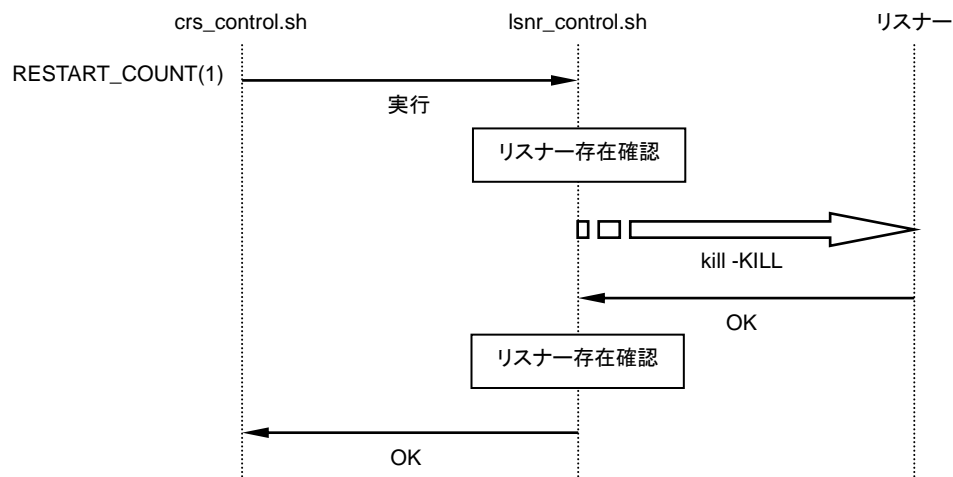 crs_control.sh
lsnr_control.sh
リスナー
RESTART_COUNT(1)
実行
リスナー存在確認
kill -KILL
OK
リスナー存在確認
OK